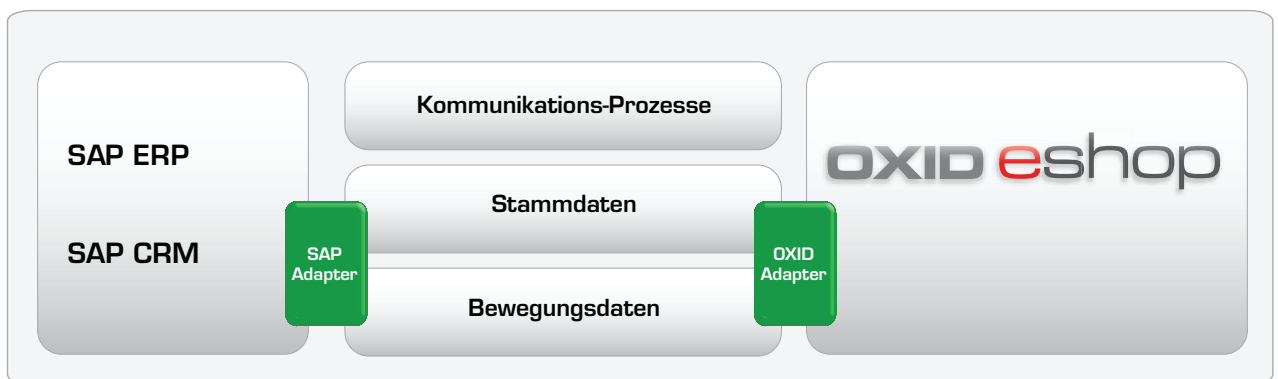 SAP ERP
SAP CRM
SAP
Adapter
Kommunikations-Prozesse
Stammdaten
Bewegungsdaten
OXID
Adapter
OXID eshop